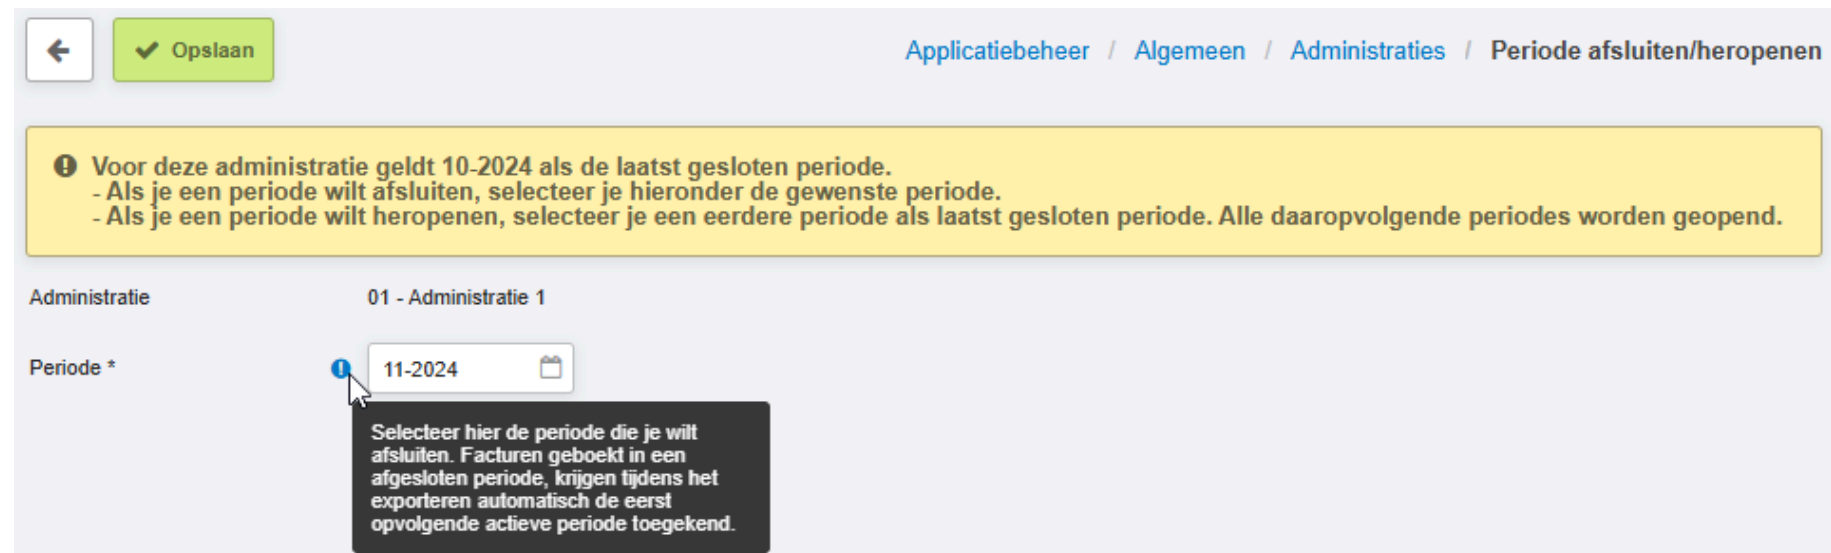 Opslaan
Applicatiebeheer / Algemeen / Administraties / Periode afsluiten/heropenen
Voor deze administratie geldt 10-2024 als de laatst gesloten periode.
- Als je een periode wilt afsluiten, selecteer je hieronder de gewenste periode.
- Als je een periode wilt heropenen, selecteer je een eerdere periode als laatst gesloten periode. Alle daaropvolgende periodes worden geopend.
Administratie 01 - Administratie 1
Periode * 11-2024
Selecteer hier de periode die je wilt
afsluiten. Facturen geboekt in een
afgesloten periode, krijgen tijdens het
exporteren automatisch de eerst
opvolgende actieve periode toegekend.